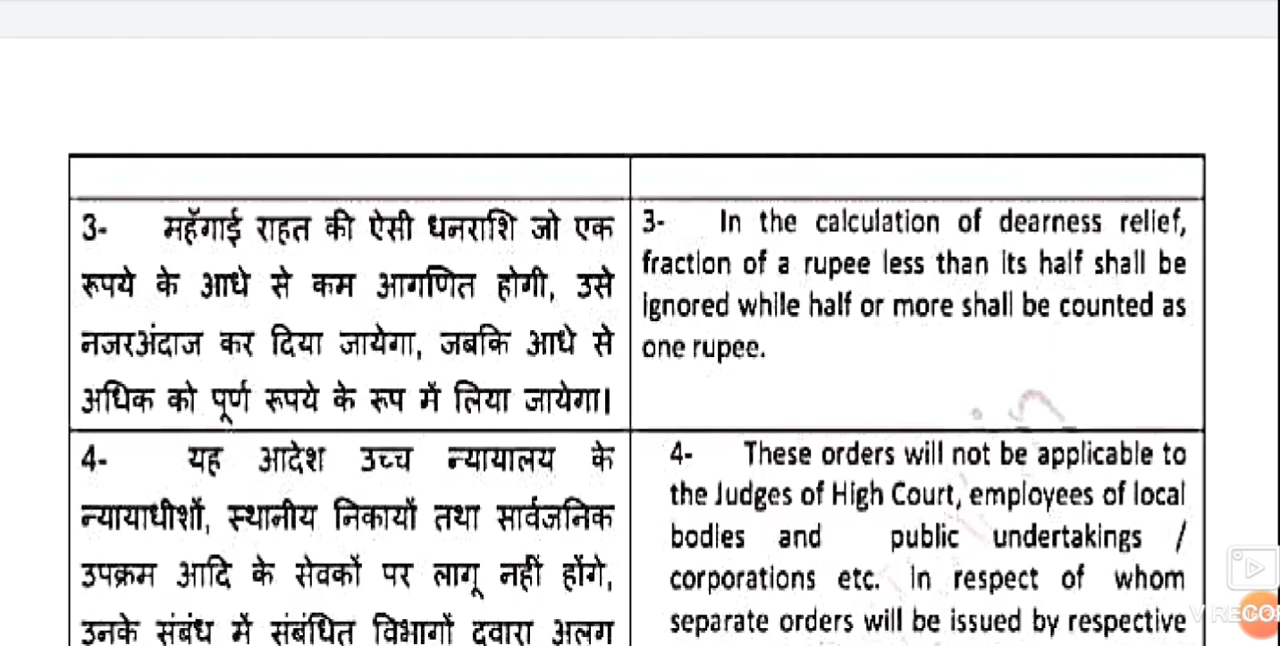 3- महँगाई राहत की ऐसी धनराशि जो एक
रूपये के आधे से कम आगणित होगी, उसे
नजरअंदाज कर दिया जायेगा, जबकि आधे से
अधिक को पूर्ण रूपये के रूप में लिया जायेगा।
3- In the calculation of dearness relief,
fraction of a rupee less than its half shall be
ignored while half or more shall be counted as
one rupee.
4- यह आदेश उच्च न्यायालय के
न्यायाधीशों, स्थानीय निकायों तथा सार्वजनिक
उपक्रम आदि के सेवकों पर लागू नहीं होंगे,
उनके संबंध में संबंधित विभागों दवारा अलग
4- These orders will not be applicable to
the Judges of High Court, employees of local
bodies and public undertakings /
corporations etc. in respect of whom
separate orders will be issued by respective